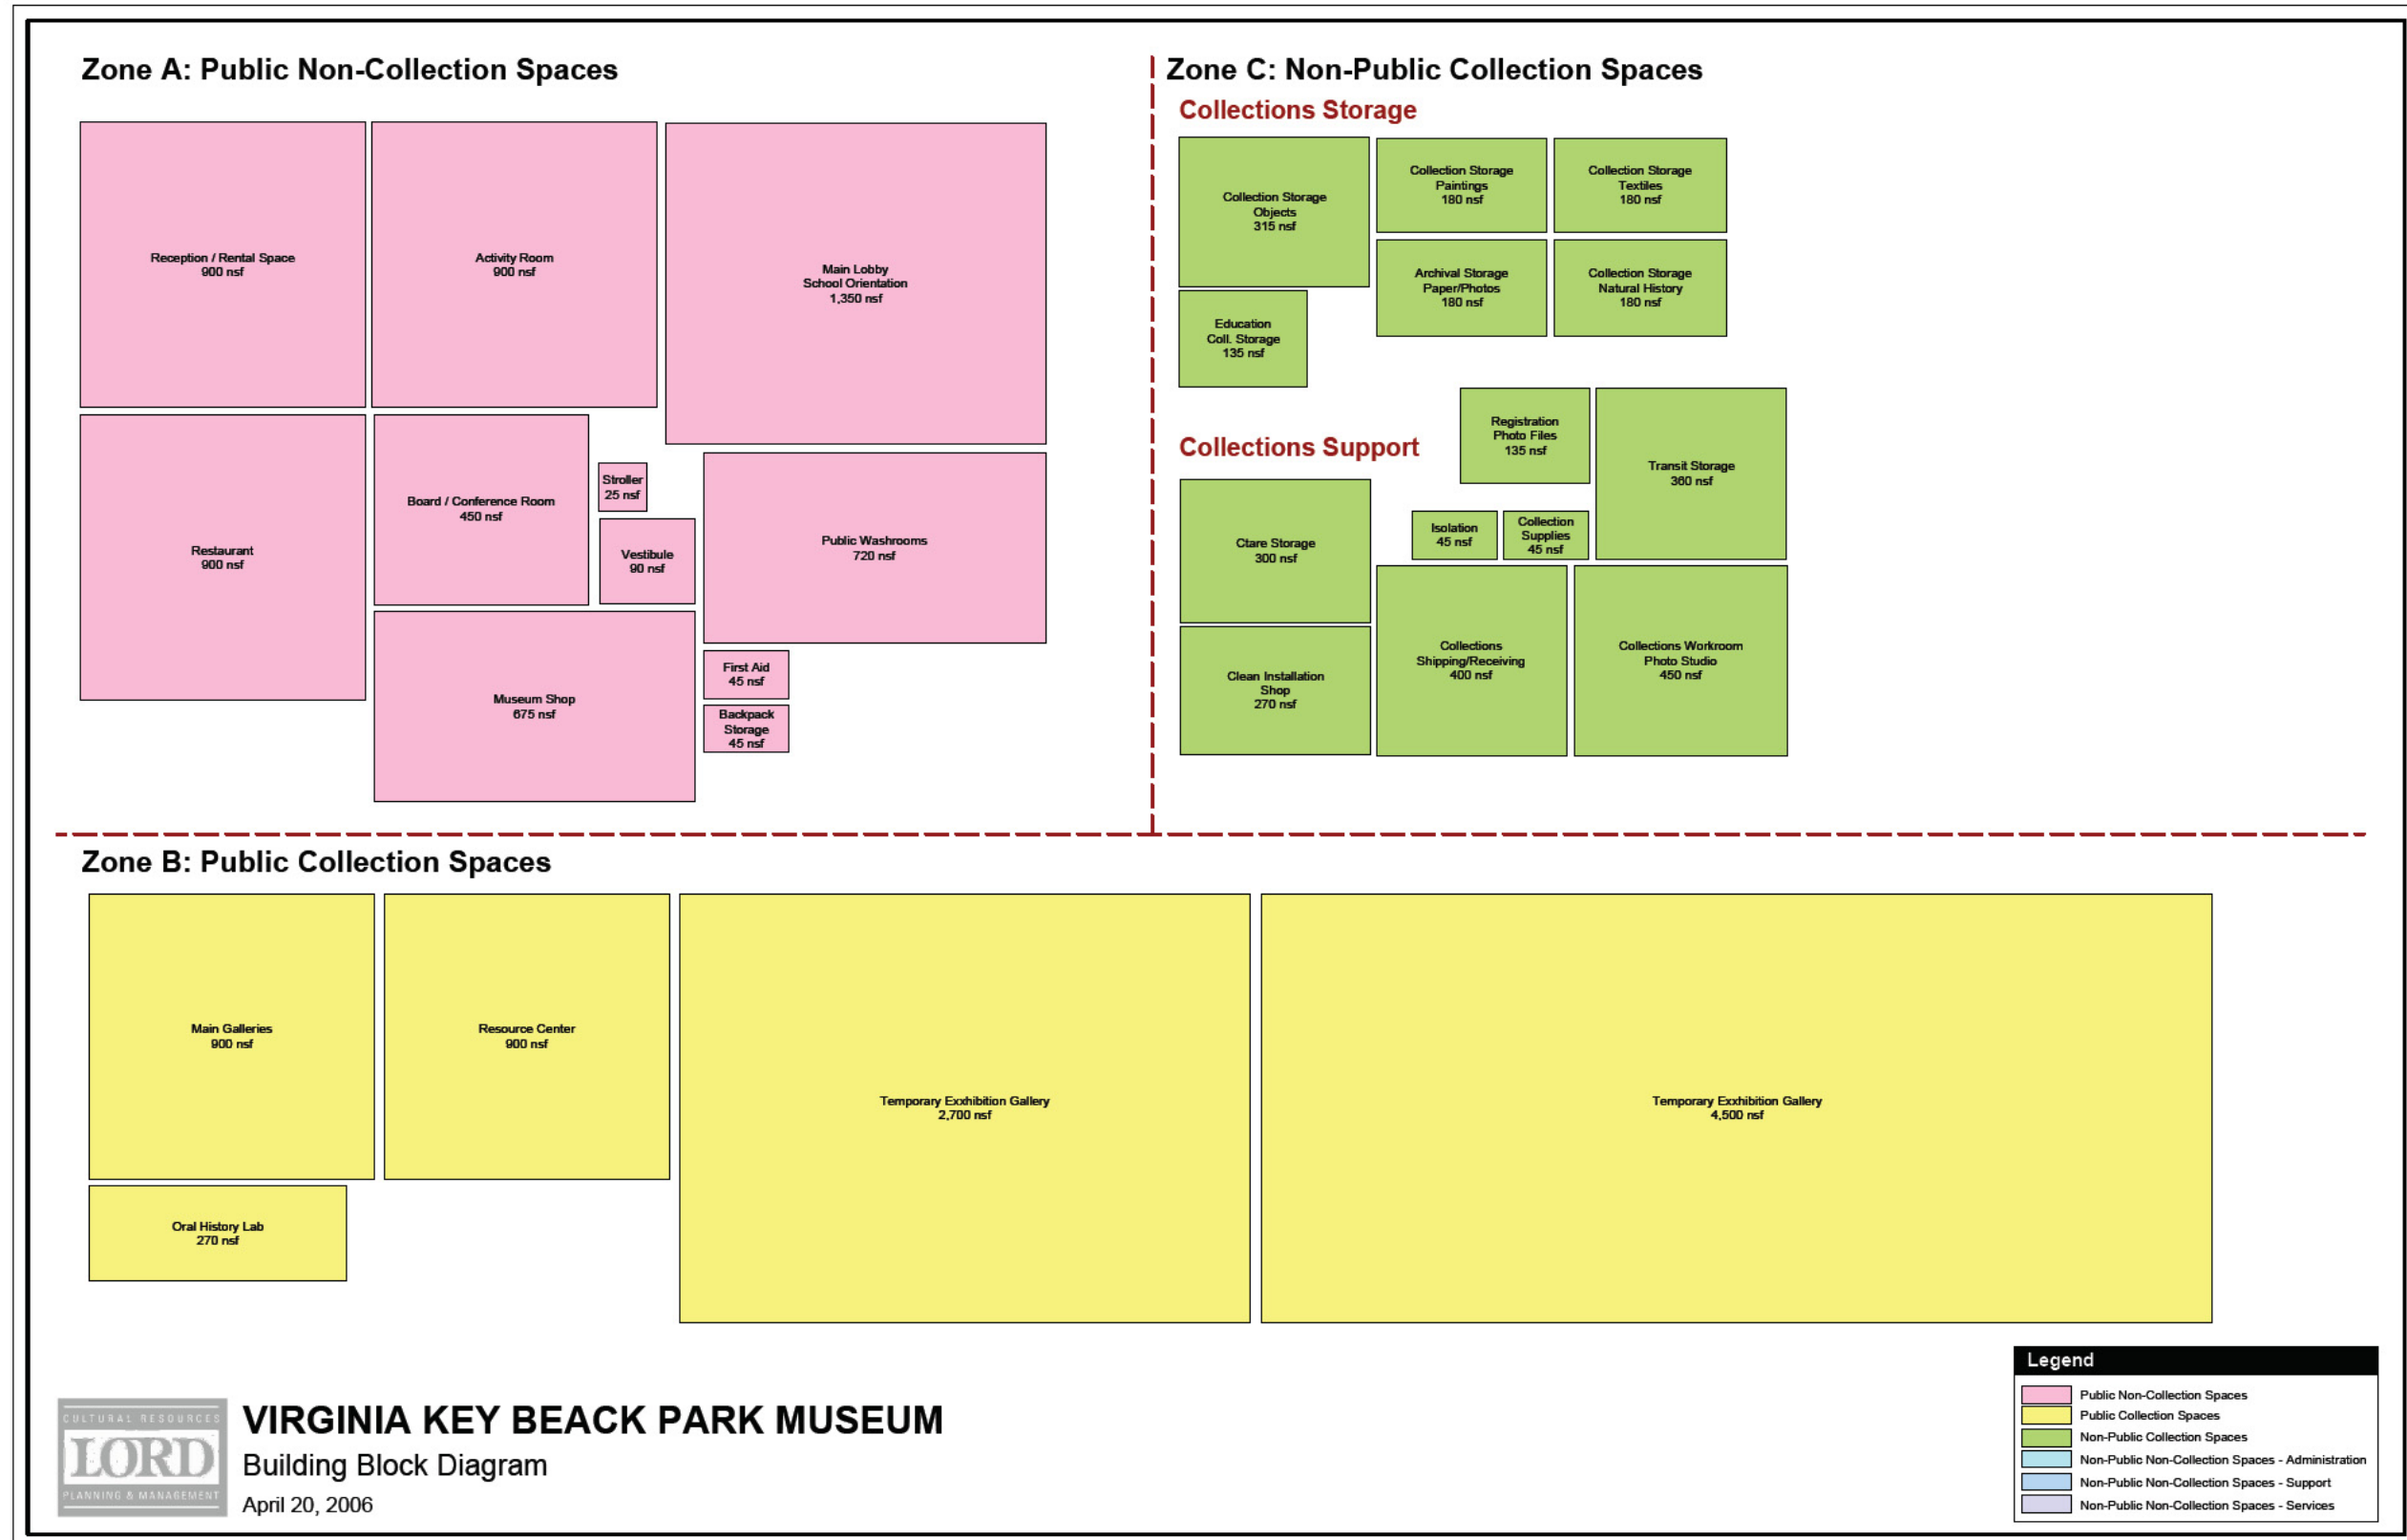 Zone A: Public Non-Collection Spaces
Reception / Rental Space
900 nsf
Activity Room
900 nsf
Main Lobby
School Orientation
1,350 nsf
Restaurant
900 nsf
Board / Conference Room
450 nsf
Stroller
25 nsf
Vestibule
90 nsf
Public Washrooms
720 nsf
Museum Shop
675 nsf
First Aid
45 nsf
Backpack
Storage
45 nsf
Zone C: Non-Public Collection Spaces
Collections Storage
Collection Storage
Objects
315 nsf
Collection Storage
Paintings
180 nsf
Collection Storage
Textiles
180 nsf
Archival Storage
Paper/Photos
180 nsf
Collection Storage
Natural History
180 nsf
Education
Coll. Storage
135 nsf
Collections Support
Registration
Photo Files
135 nsf
Transit Storage
360 nsf
Ctare Storage
300 nsf
Isolation
45 nsf
Collection
Supplies
45 nsf
Clean Installation
Shop
270 nsf
Collections
Shipping/Receiving
400 nsf
Collections Workroom
Photo Studio
450 nsf
Zone B: Public Collection Spaces
Main Galleries
900 nsf
Resource Center
900 nsf
Temporary Exxhibition Gallery
2,700 nsf
Temporary Exxhibition Gallery
4,500 nsf
Oral History Lab
270 nsf
CULTURAL RESOURCES
LORD
PLANNING & MANAGEMENT
VIRGINIA KEY BEACK PARK MUSEUM
Building Block Diagram
April 20, 2006
Legend
Public Non-Collection Spaces
Public Collection Spaces
Non-Public Collection Spaces
Non-Public Non-Collection Spaces - Administration
Non-Public Non-Collection Spaces - Support
Non-Public Non-Collection Spaces - Services